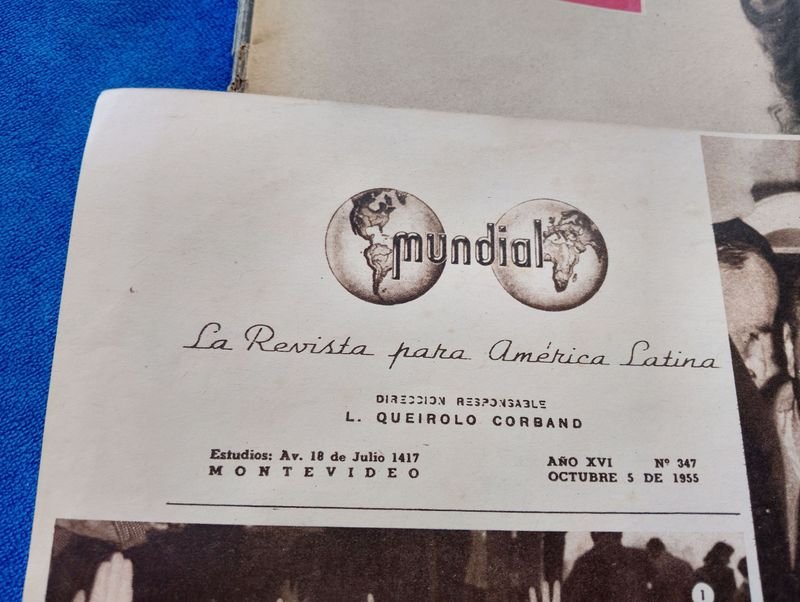 mundial
La Revista para América Latina
DIRECCION RESPONSABLE
L. QUEIROLO CORBAND
Estudios: Av. 18 de Julio 1417
MONTEVIDEO
AÑO XVI Nº 347
OCTUBRE 5 DE 1955
1